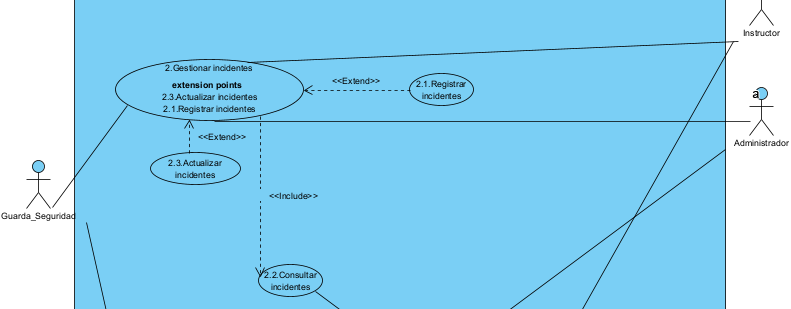 Instructor
2.Gestionar incidentes
extension points
2.3.Actualizar incidentes
2.1.Registrar incidentes
<<Extend>>
2.1.Registrar
incidentes
a
Administrador
<<Extend>>
2.3.Actualizar
incidentes
Guarda_Seguridad
<<Include>>
2.2.Consultar
incidentes